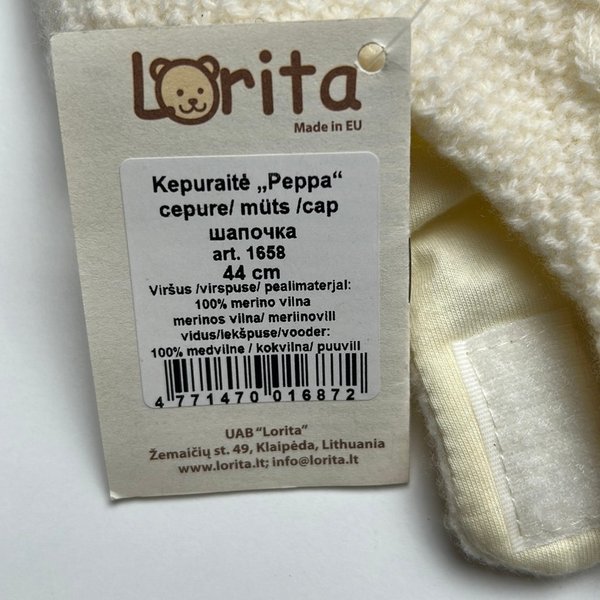 Lorita
Made in EU
Kepuraitė „Peppa“
cepure/ müts /cap
шапочка
art. 1658
44 cm
Viršus /virspuse/ pealimaterjal:
100% merino vilna
merinos vilna/ meriinovill
vidus/iekšpuse/vooder:
100% medvilnė / kokvilna/ puuvill
4 771470 016872
UAB “Lorita”
Žemaičių st. 49, Klaipėda, Lithuania
www.lorita.lt; info@lorita.lt